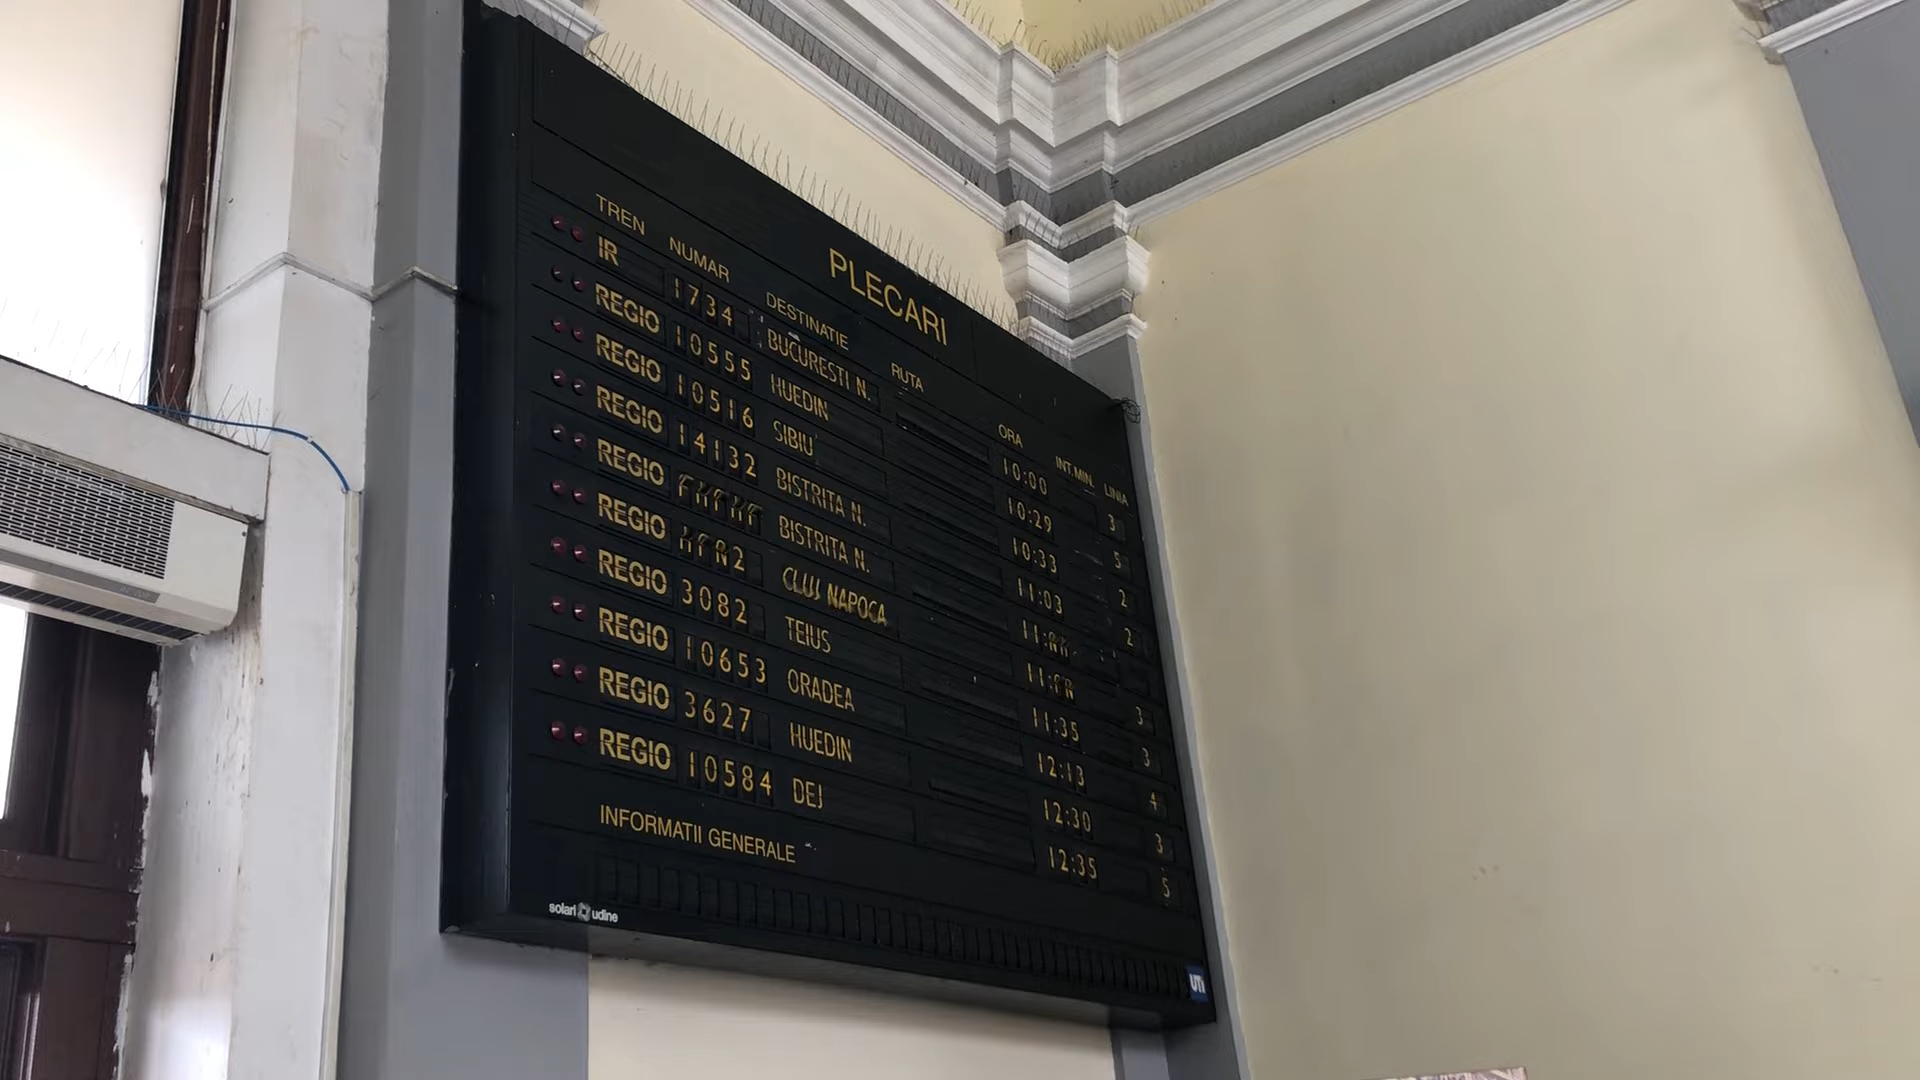 PLECARI
TREN NUMAR DESTINATIE RUTA ORA INT.MIN. LINIA
IR 1734 BUCURESTI N. 10:00 3
REGIO 10555 HUEDIN 10:29 5
REGIO 10516 SIBIU 10:33 2
REGIO 14132 BISTRITA N. 11:03 2
REGIO BISTRITA N.
REGIO CLUJ NAPOCA 3
REGIO 3082 TEIUS 11:35 3
REGIO 10653 ORADEA 12:13 4
REGIO 3627 HUEDIN 12:30 3
REGIO 10584 DEJ 12:35 5
INFORMATII GENERALE
solari udine
UTI